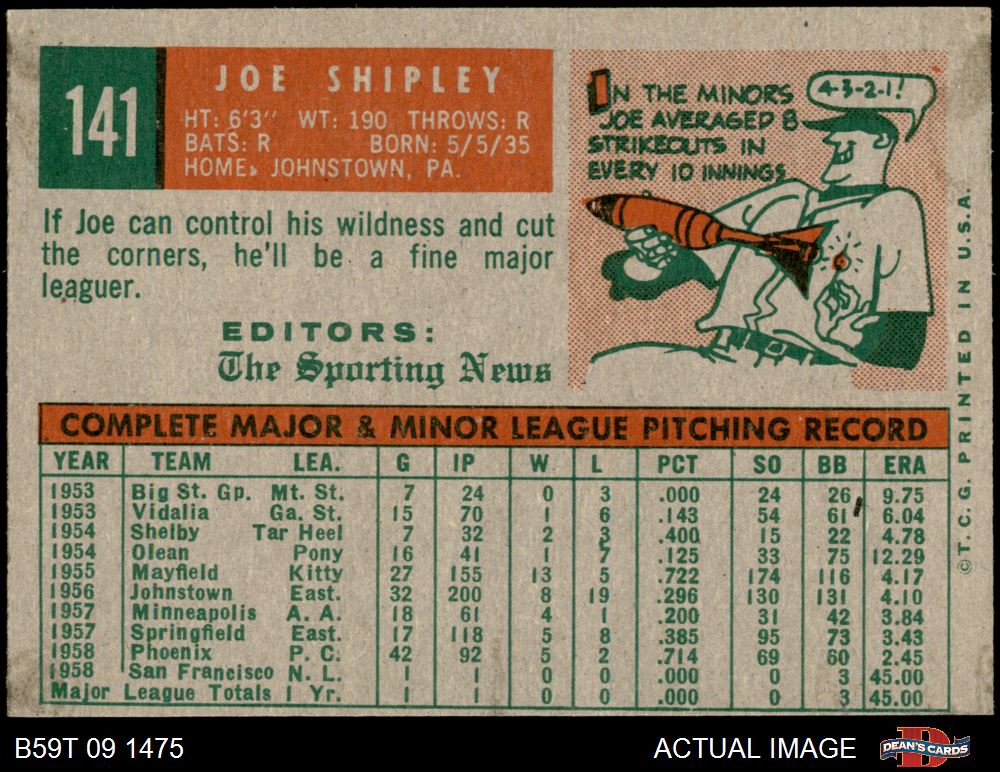 141
JOE SHIPLEY
HT: 6'3" WT: 190 THROWS: R
BATS: R BORN: 5/5/35
HOME: JOHNSTOWN, PA.
If Joe can control his wildness and cut
the corners, he'll be a fine major
leaguer.
EDITORS:
The Sporting News
IN THE MINORS
JOE AVERAGED 8
STRIKEOUTS IN
EVERY 10 INNINGS
4-3-2-1!
COMPLETE MAJOR & MINOR LEAGUE PITCHING RECORD
YEAR TEAM LEA. G IP W L PCT SO BB ERA
1953 Big St. Gp. Mt. St. 7 24 0 3 .000 24 26 9.75
1953 Vidalia Ga. St. 15 70 1 6 .143 54 61 6.04
1954 Shelby Tar Heel 7 32 2 3 .400 15 22 4.78
1954 Olean Pony 16 41 1 7 .125 33 75 12.29
1955 Mayfield Kitty 27 155 13 5 .722 174 116 4.17
1956 Johnstown East. 32 200 8 19 .296 130 131 4.10
1957 Minneapolis A. A. 18 61 4 1 .200 31 42 3.84
1957 Springfield East. 17 118 5 8 .385 95 73 3.43
1958 Phoenix P. C. 42 92 5 2 .714 69 60 2.45
1958 San Francisco N. L. 1 1 0 0 .000 0 3 45.00
Major League Totals 1 Yr. 1 1 0 0 .000 0 3 45.00
©T. C. G. PRINTED IN U.S.A.
B59T 09 1475
ACTUAL IMAGE
D
DEAN'S CARDS